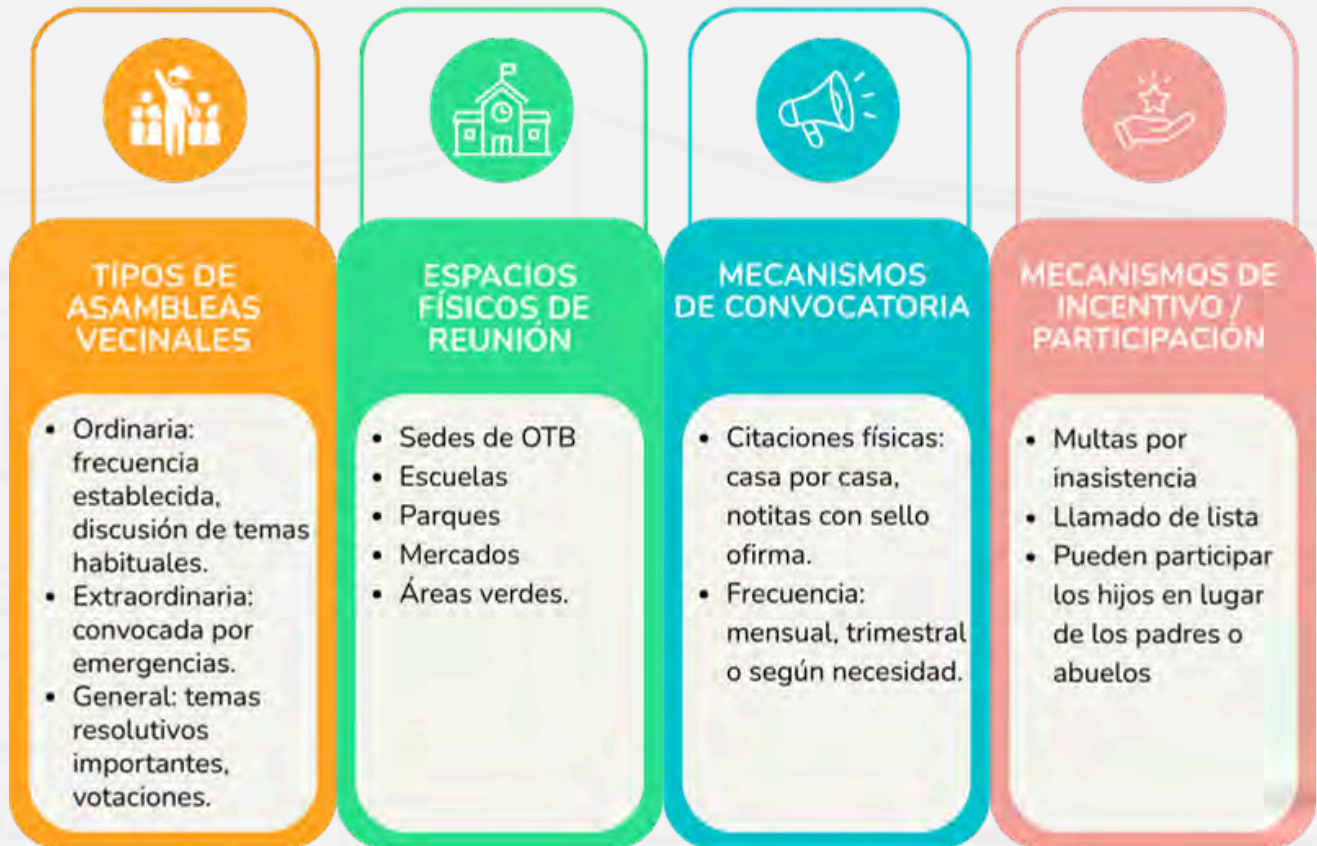 TIPOS DE
ASAMBLEAS
VECINALES
• Ordinaria:
frecuencia
establecida,
discusión de temas
habituales.
• Extraordinaria:
convocada por
emergencias.
• General: temas
resolutivos
importantes,
votaciones.
ESPACIOS
FÍSICOS DE
REUNIÓN
• Sedes de OTB
• Escuelas
• Parques
• Mercados
• Áreas verdes.
MECANISMOS
DE CONVOCATORIA
• Citaciones físicas:
casa por casa,
notitas con sello
ofirma.
• Frecuencia:
mensual, trimestral
o según necesidad.
MECANISMOS DE
INCENTIVO /
PARTICIPACIÓN
• Multas por
inasistencia
• Llamado de lista
• Pueden participar
los hijos en lugar
de los padres o
abuelos